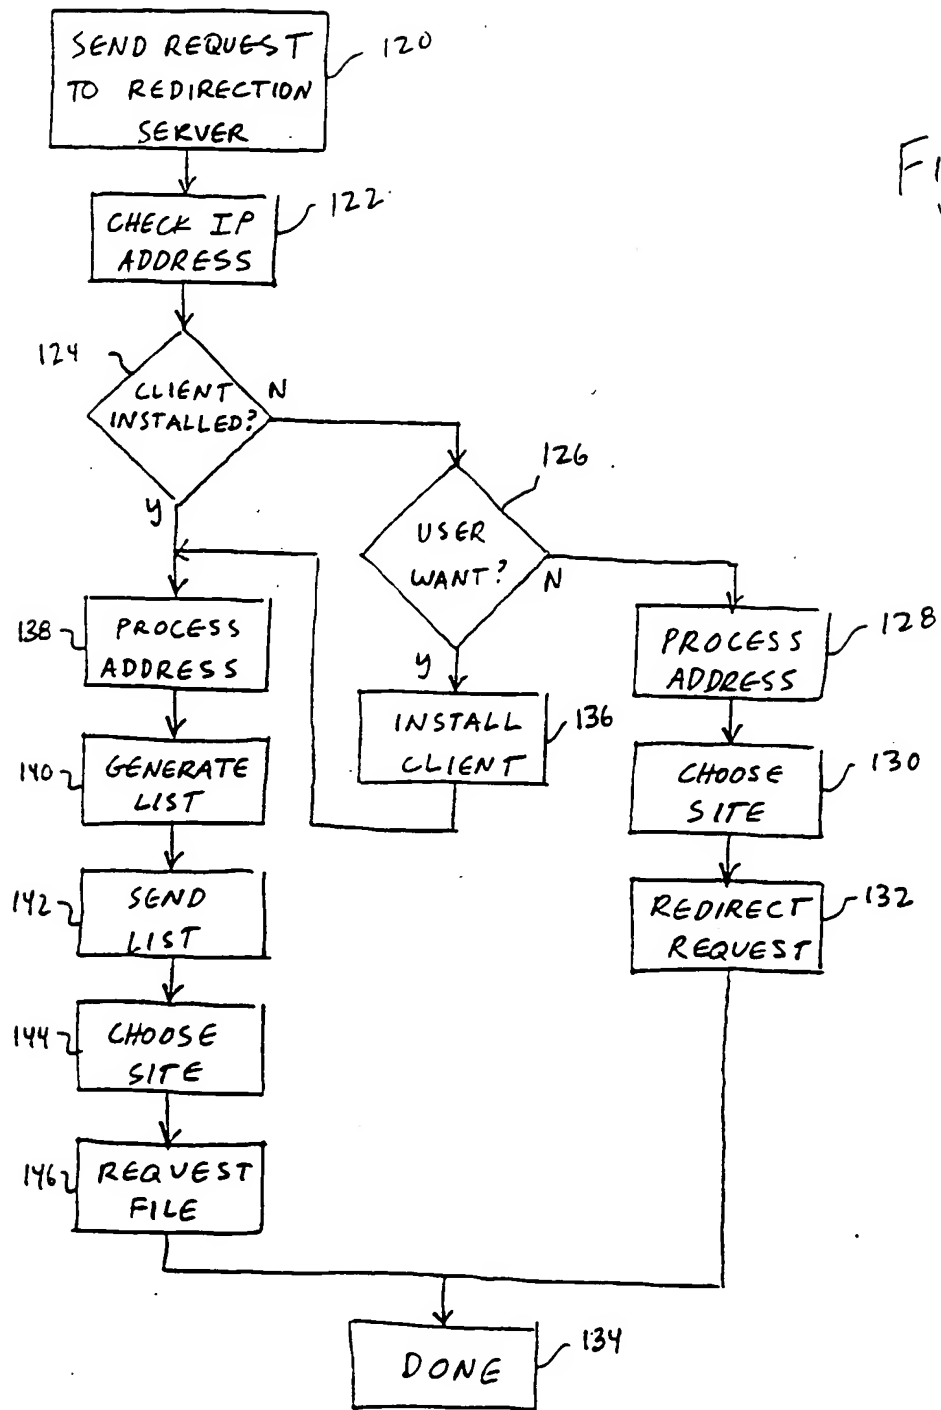 SEND REQUEST
TO REDIRECTION
SERVER
120
CHECK IP
ADDRESS
122
124
CLIENT
INSTALLED?
N
Y
126
USER
WANT?
N
Y
138
PROCESS
ADDRESS
PROCESS
ADDRESS
128
INSTALL
CLIENT
136
140
GENERATE
LIST
CHOOSE
SITE
130
142
SEND
LIST
REDIRECT
REQUEST
132
144
CHOOSE
SITE
146
REQUEST
FILE
DONE
134